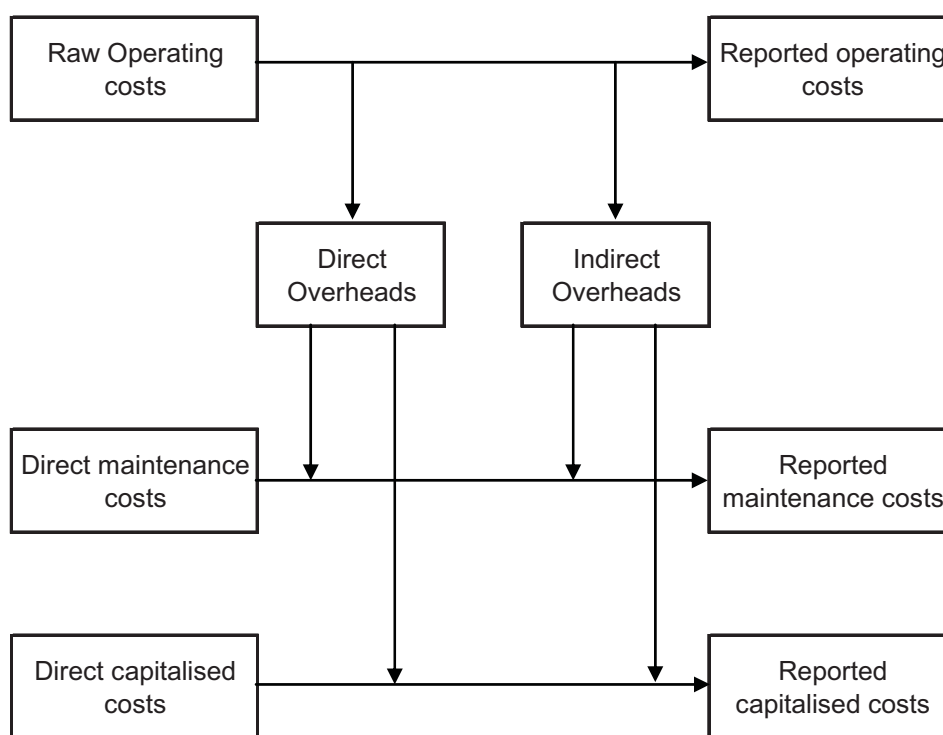 Raw Operating
costs
Reported operating
costs
Direct
Overheads
Indirect
Overheads
Direct maintenance
costs
Reported
maintenance costs
Direct capitalised
costs
Reported
capitalised costs